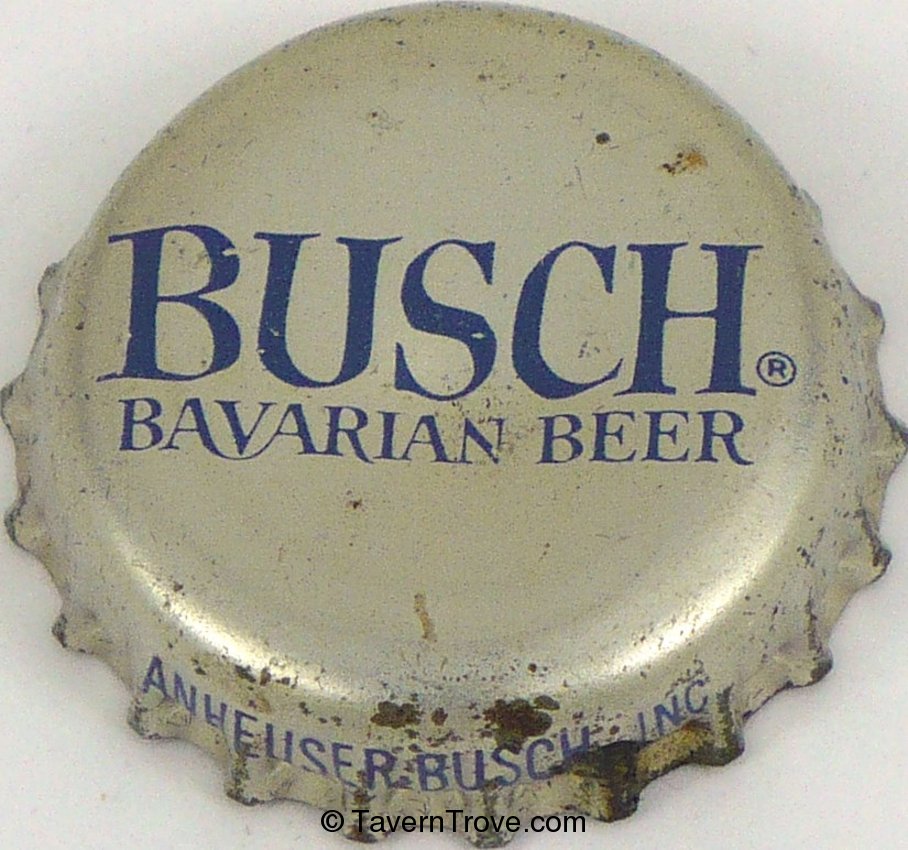 BUSCH®
BAVARIAN BEER
ANHEUSER-BUSCH, INC.
© TavernTrove.com